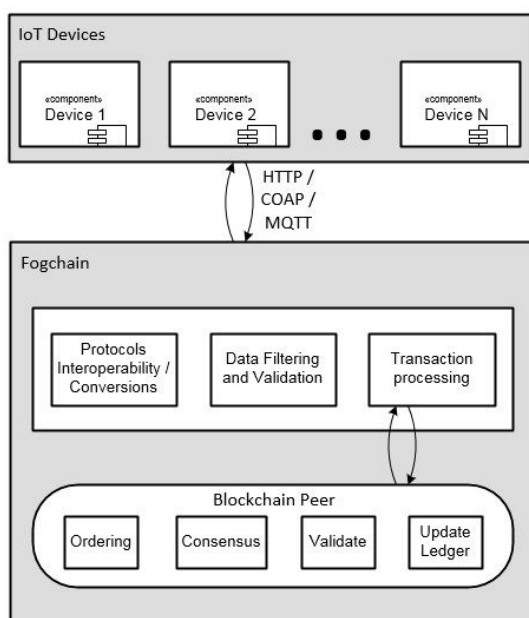 IoT Devices
«component»
Device 1
«component»
Device 2
«component»
Device N
HTTP /
COAP /
MQTT
Fogchain
Protocols
Interoperability /
Conversions
Data Filtering
and Validation
Transaction
processing
Blockchain Peer
Ordering
Consensus
Validate
Update
Ledger